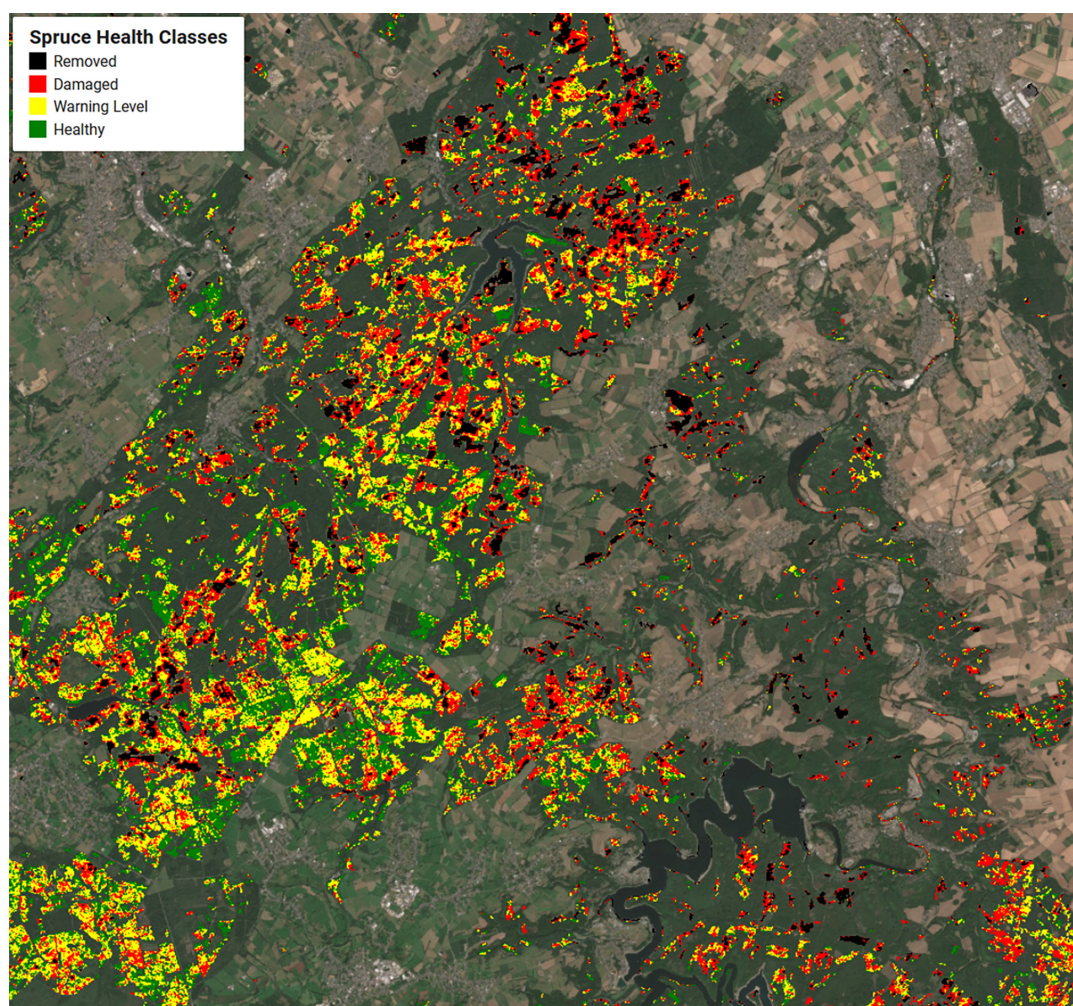 Spruce Health Classes
Removed
Damaged
Warning Level
Healthy